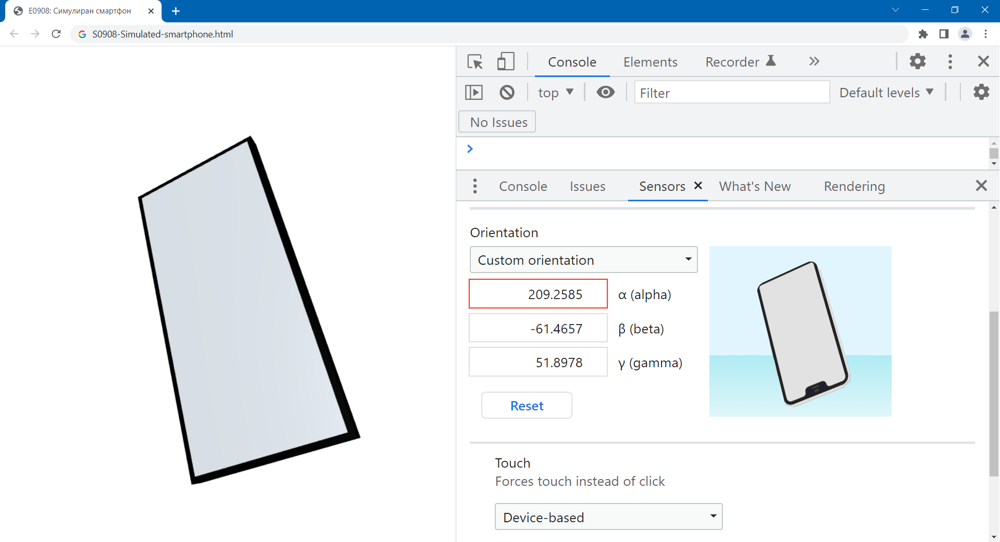 E0908: Симулиран смартфон
S0908-Simulated-smartphone.html
Console Elements Recorder
top Filter Default levels
No Issues
Console Issues Sensors What's New Rendering
Orientation
Custom orientation
209.2585 α (alpha)
-61.4657 β (beta)
51.8978 γ (gamma)
Reset
Touch
Forces touch instead of click
Device-based